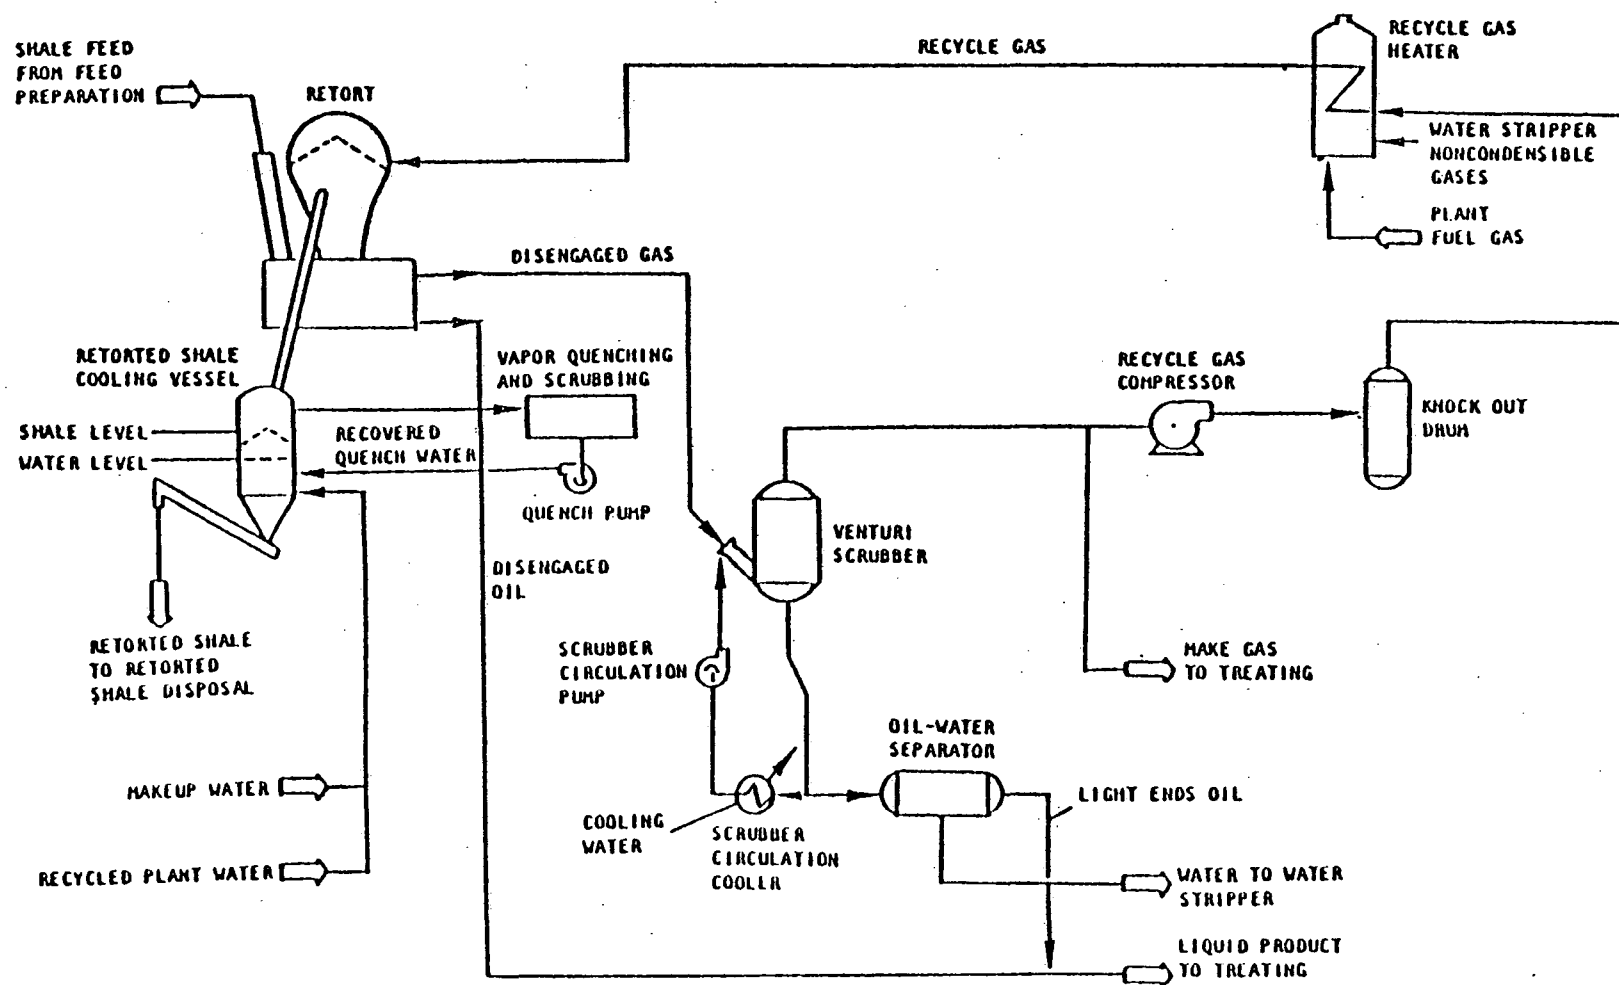 SHALE FEED
FROM FEED
PREPARATION
RETORT
RECYCLE GAS
RECYCLE GAS
HEATER
WATER STRIPPER
NONCONDENSIBLE
GASES
PLANT
FUEL GAS
DISENGAGED GAS
RETORTED SHALE
COOLING VESSEL
VAPOR QUENCHING
AND SCRUBBING
RECYCLE GAS
COMPRESSOR
KNOCK OUT
DRUM
SHALE LEVEL
WATER LEVEL
RECOVERED
QUENCH WATER
QUENCH PUMP
VENTURI
SCRUBBER
DISENGAGED
OIL
RETORTED SHALE
TO RETORTED
SHALE DISPOSAL
SCRUBBER
CIRCULATION
PUMP
MAKE GAS
TO TREATING
OIL-WATER
SEPARATOR
MAKEUP WATER
LIGHT ENDS OIL
COOLING
WATER
SCRUBBER
CIRCULATION
COOLER
RECYCLED PLANT WATER
WATER TO WATER
STRIPPER
LIQUID PRODUCT
TO TREATING